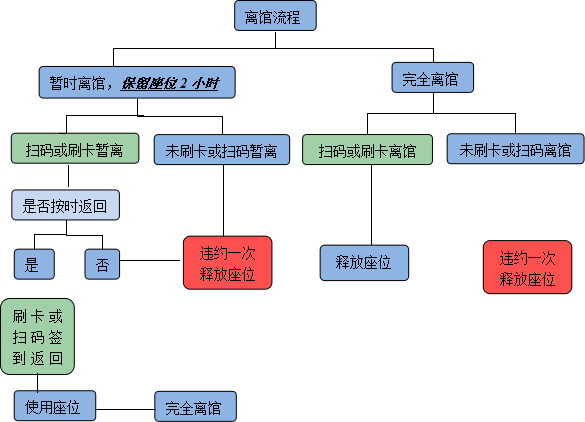 离馆流程
暂时离馆，保留座位2小时
完全离馆
扫码或刷卡暂离
未刷卡或扫码暂离
扫码或刷卡离馆
未刷卡或扫码离馆
是否按时返回
是
否
违约一次
释放座位
释放座位
违约一次
释放座位
刷卡或
扫码签
到返回
使用座位
完全离馆